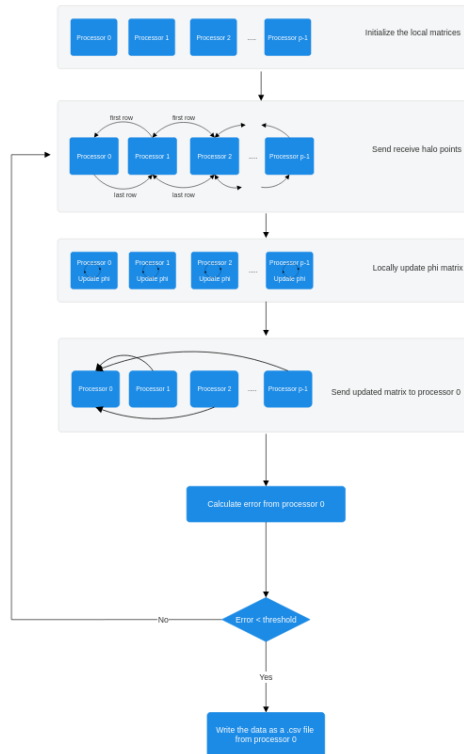 Processor 0 Processor 1 Processor 2 .... Processor p-1 Initialize the local matrices
first row first row
Processor 0 Processor 1 Processor 2 .... Processor p-1 Send receive halo points
last row last row
Processor 0 Processor 1 Processor 2 .... Processor p-1 Locally update phi matrix
Update phi Update phi Update phi Update phi
Processor 0 Processor 1 Processor 2 .... Processor p-1 Send updated matrix to processor 0
Calculate error from processor 0
No Error < threshold
Yes
Write the data as a .csv file
from processor 0